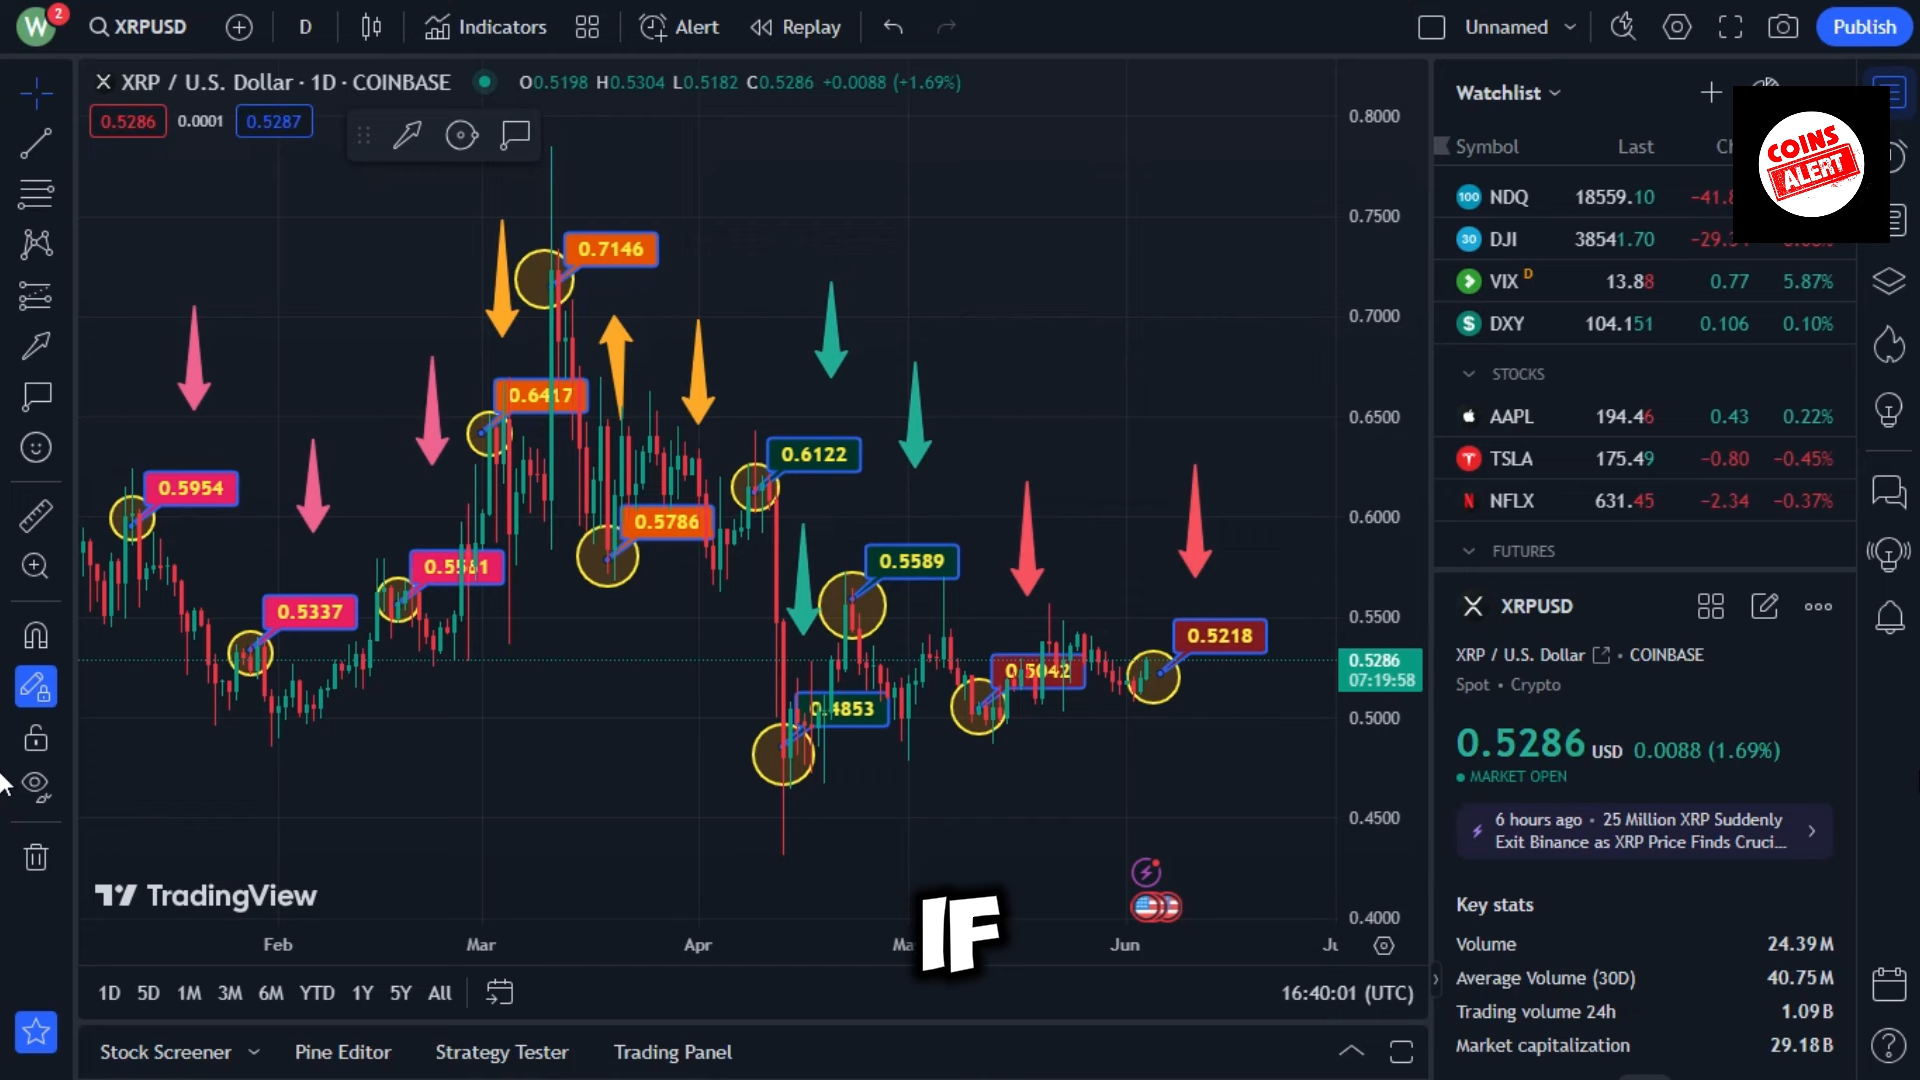 W 2 XRPUSD D Indicators Alert Replay Unnamed Publish
X XRP / U.S. Dollar · 1D · COINBASE O0.5198 H0.5304 L0.5182 C0.5286 +0.0088 (+1.69%)
0.5286 0.0001 0.5287
0.8000
0.7500
0.7000
0.6500
0.6000
0.5500
0.5286
07:19:58
0.5000
0.4500
0.4000
0.7146
0.6417
0.6122
0.5954
0.5786
0.5589
0.5337
0.5218
0.5042
0.4853
TradingView
IF
Feb Mar Apr Jun
1D 5D 1M 3M 6M YTD 1Y 5Y All 16:40:01 (UTC)
Stock Screener Pine Editor Strategy Tester Trading Panel
Watchlist
COINS
ALERT
Symbol Last
100 NDQ 18559.10
30 DJI 38541.70
VIX D 13.88 0.77 5.87%
$ DXY 104.151 0.106 0.10%
STOCKS
AAPL 194.46 0.43 0.22%
TSLA 175.49 −0.80 −0.45%
N NFLX 631.45 −2.34 −0.37%
FUTURES
X XRPUSD
XRP / U.S. Dollar • COINBASE
Spot • Crypto
0.5286 USD 0.0088 (1.69%)
MARKET OPEN
6 hours ago • 25 Million XRP Suddenly
Exit Binance as XRP Price Finds Cruci...
Key stats
Volume 24.39M
Average Volume (30D) 40.75M
Trading volume 24h 1.09B
Market capitalization 29.18B